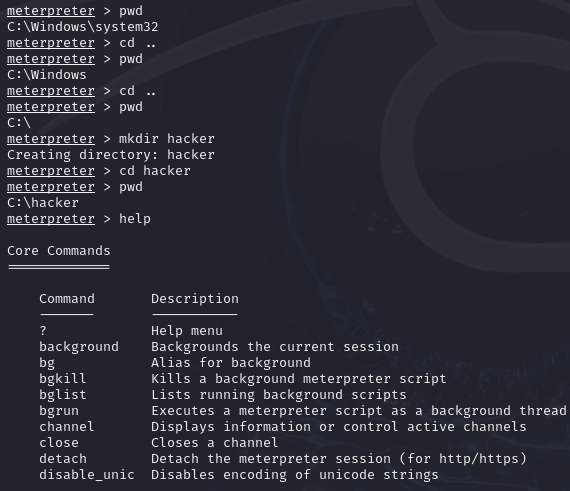 meterpreter > pwd
C:\Windows\system32
meterpreter > cd ..
meterpreter > pwd
C:\Windows
meterpreter > cd ..
meterpreter > pwd
C:\
meterpreter > mkdir hacker
Creating directory: hacker
meterpreter > cd hacker
meterpreter > pwd
C:\hacker
meterpreter > help
Core Commands
=============
Command       Description
-------       -----------
?             Help menu
background    Backgrounds the current session
bg            Alias for background
bgkill        Kills a background meterpreter script
bglist        Lists running background scripts
bgrun         Executes a meterpreter script as a background thread
channel       Displays information or control active channels
close         Closes a channel
detach        Detach the meterpreter session (for http/https)
disable_unic  Disables encoding of unicode strings